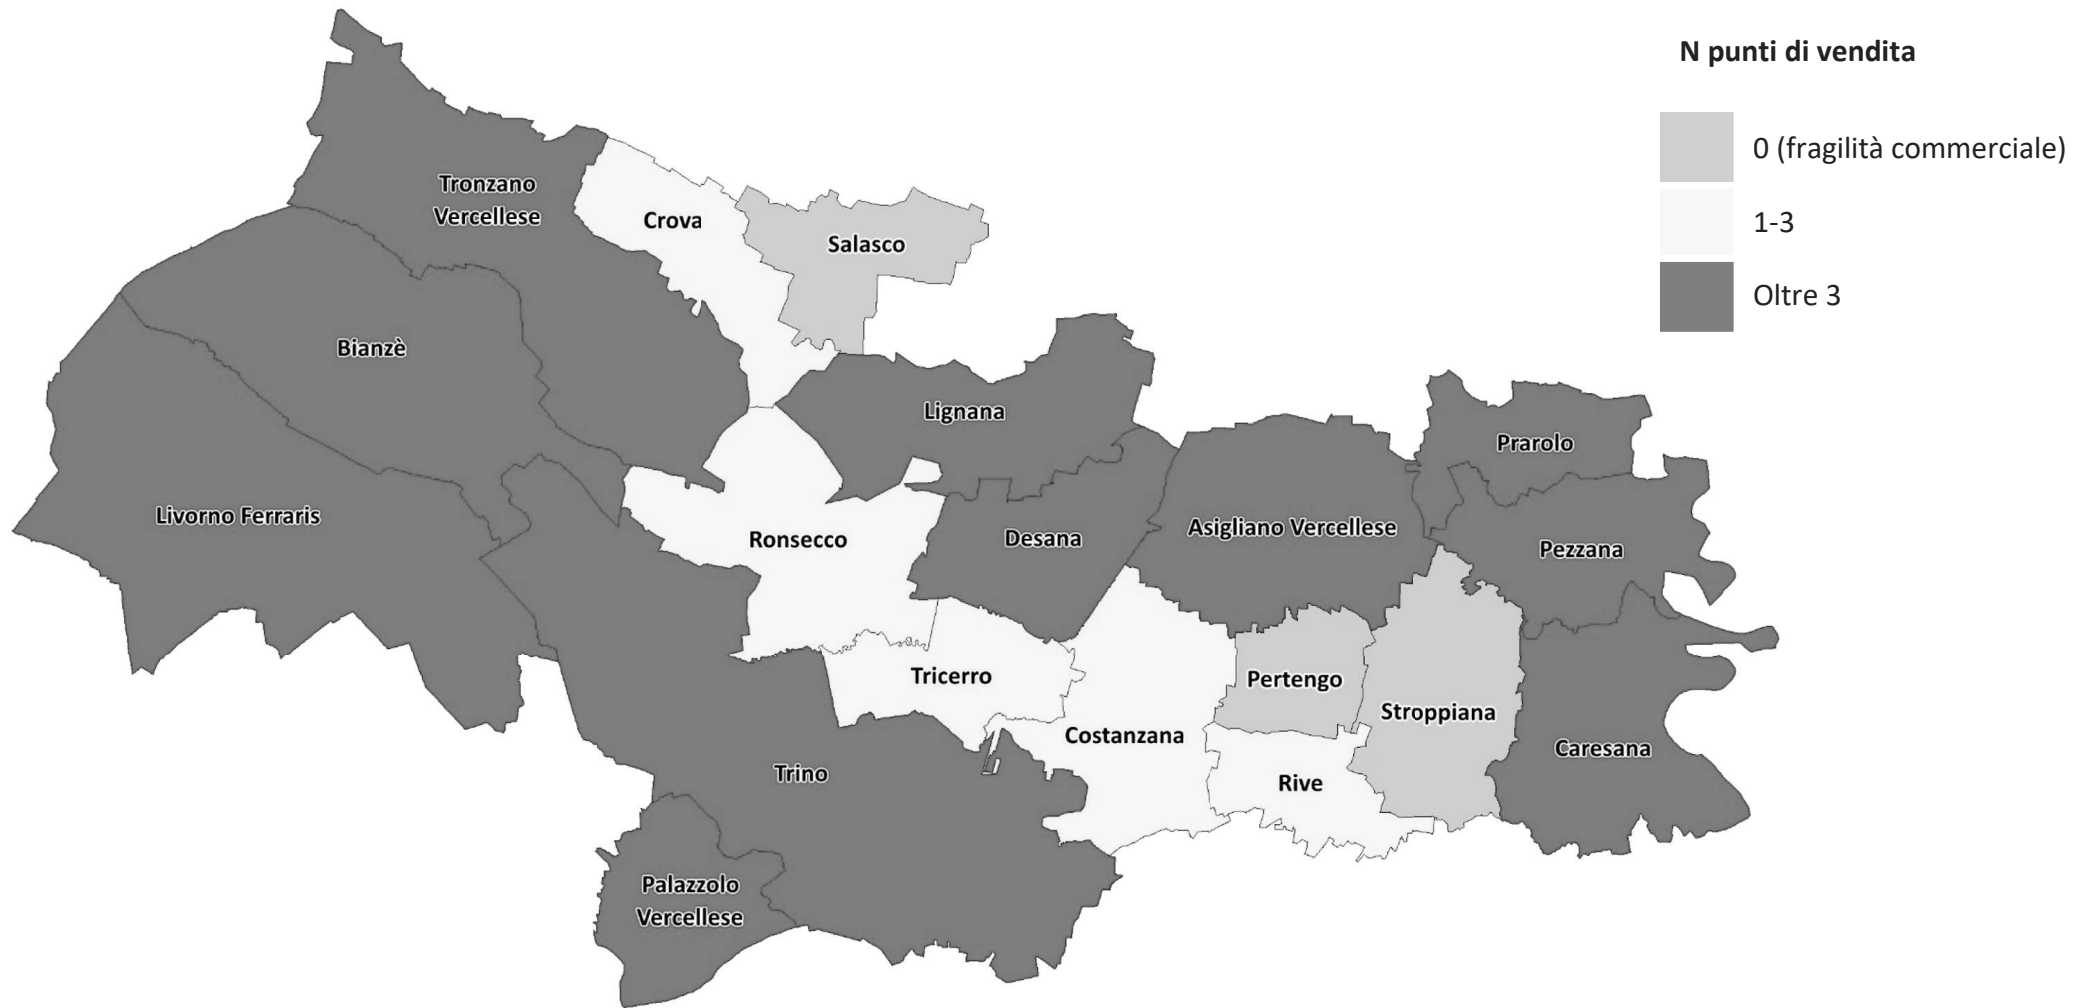 N punti di vendita
0 (fragilità commerciale)
1-3
Oltre 3
Tronzano
Vercellese
Crova
Salasco
Bianzè
Lignana
Prarolo
Livorno Ferraris
Ronsecco
Desana
Asigliano Vercellese
Pezzana
Tricerro
Pertengo
Stroppiana
Costanzana
Caresana
Trino
Rive
Palazzolo
Vercellese